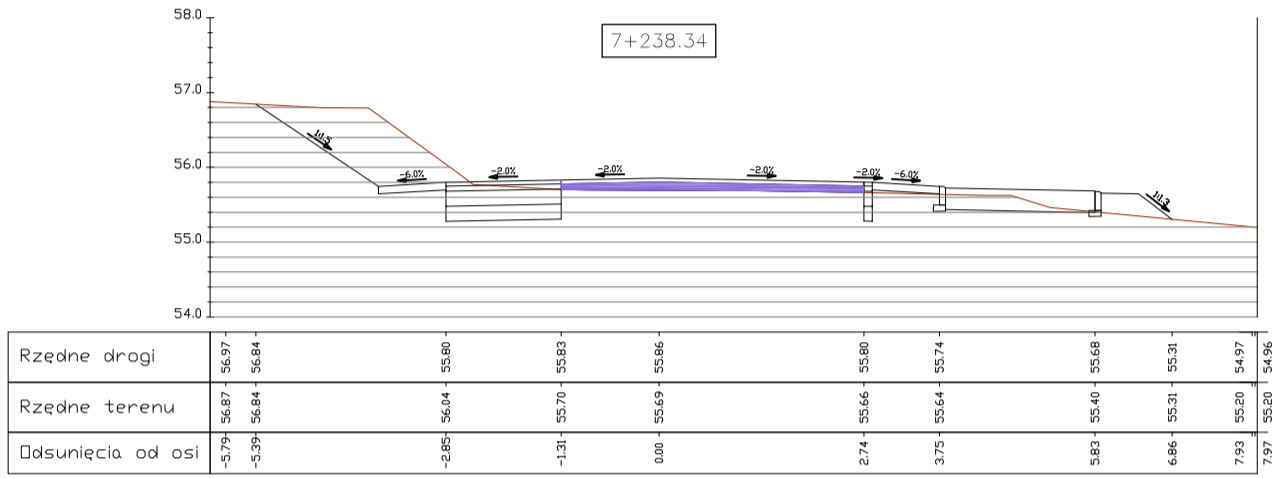 58.0
7+238.34
57.0
1:1.5
56.0
-6.0% -2.0% -2.0% -2.0% -2.0% -6.0%
1:1.3
55.0
54.0
Rzędne drogi 56.97 56.84 55.80 55.83 55.86 55.80 55.74 55.68 55.31 54.97 54.96
Rzędne terenu 56.87 56.84 56.04 55.70 55.69 55.66 55.64 55.40 55.31 55.20 55.20
Odsunięcia od osi -5.79 -5.39 -2.85 -1.31 0.00 2.74 3.75 5.83 6.86 7.93 7.97